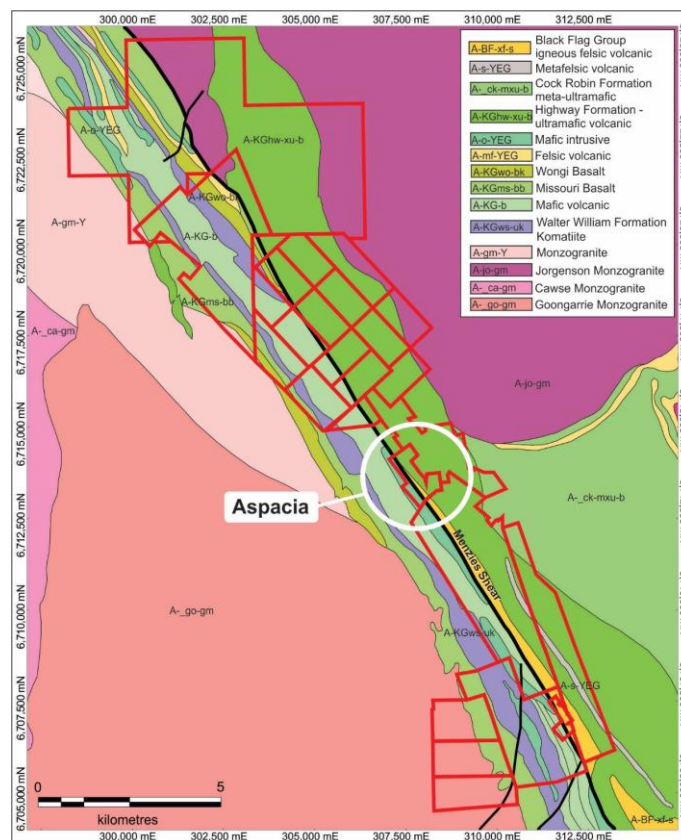 300,000 mE 302,500 mE 305,000 mE 307,500 mE 310,000 mE 312,500 mE
6,725,000 mN
6,722,500 mN
6,720,000 mN
6,717,500 mN
6,715,000 mN
6,712,500 mN
6,710,000 mN
6,707,500 mN
6,705,000 mN
A-BF-xf-s Black Flag Group
igneous felsic volcanic
A-s-YEG Metafelsic volcanic
A-_ck-mxu-b Cock Robin Formation
meta-ultramafic
A-KGhw-xu-b Highway Formation -
ultramafic volcanic
A-o-YEG Mafic intrusive
A-mf-YEG Felsic volcanic
A-KGwo-bk Wongi Basalt
A-KGms-bb Missouri Basalt
A-KG-b Mafic volcanic
A-KGws-uk Walter William Formation
Komatiite
A-gm-Y Monzogranite
A-jo-gm Jorgenson Monzogranite
A-_ca-gm Cawse Monzogranite
A-_go-gm Goongarrie Monzogranite
A-o-YEG
A-KGhw-xu-b
A-KGwo-bk
A-gm-Y
A-KG-b
A-KGms-bb
A-_ca-gm
A-jo-gm
A-_ck-mxu-b
Aspacia
Menzies Shear
A-_go-gm
A-KGws-uk
A-s-YEG
A-BF-xf-s
0 5
kilometres
300,000 mE 302,500 mE 305,000 mE 307,500 mE 310,000 mE 312,500 mE